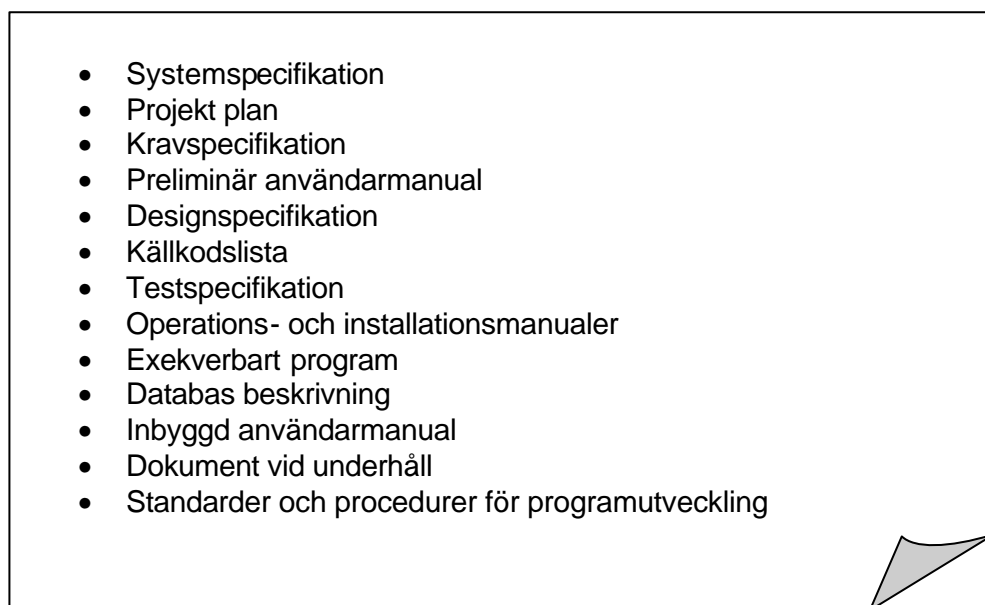 • Systemspecifikation
• Projekt plan
• Kravspecifikation
• Preliminär användarmanual
• Designspecifikation
• Källkodslista
• Testspecifikation
• Operations- och installationsmanualer
• Exekverbart program
• Databas beskrivning
• Inbyggd användarmanual
• Dokument vid underhåll
• Standarder och procedurer för programutveckling